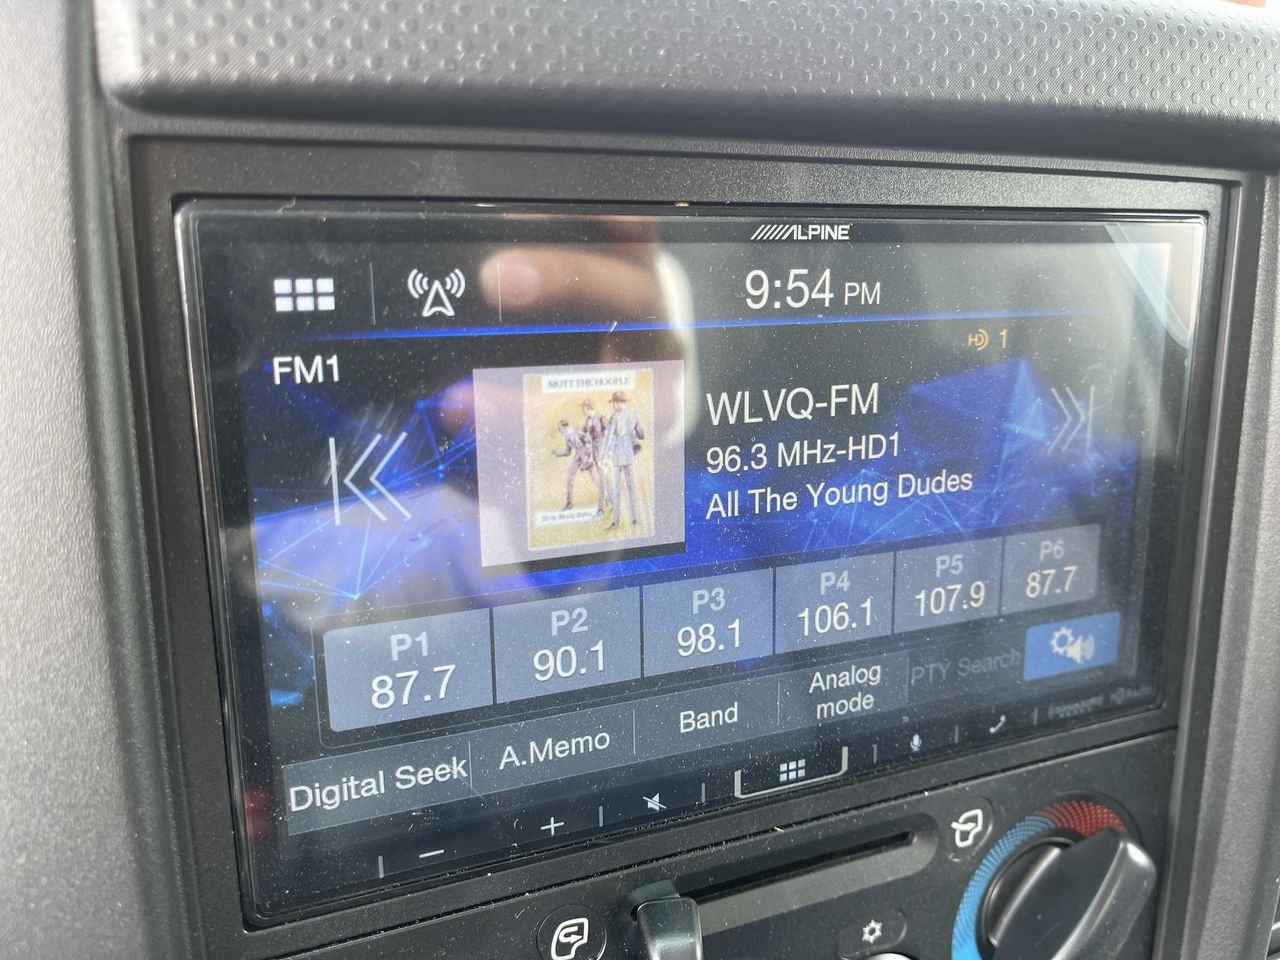 ALPINE
9:54 PM
HD 1
FM1
MOTT THE HOOPLE
WLVQ-FM
96.3 MHz-HD1
All The Young Dudes
P1
87.7
P2
90.1
P3
98.1
P4
106.1
P5
107.9
P6
87.7
Digital Seek
A.Memo
Band
Analog
mode
PTY Search